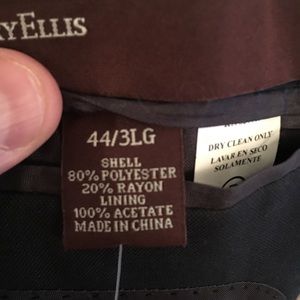 RYELLIS
44/3LG
SHELL
80% POLYESTER
20% RAYON
LINING
100% ACETATE
MADE IN CHINA
DRY CLEAN ONLY
LAVAR EN SECO
SOLAMENTE